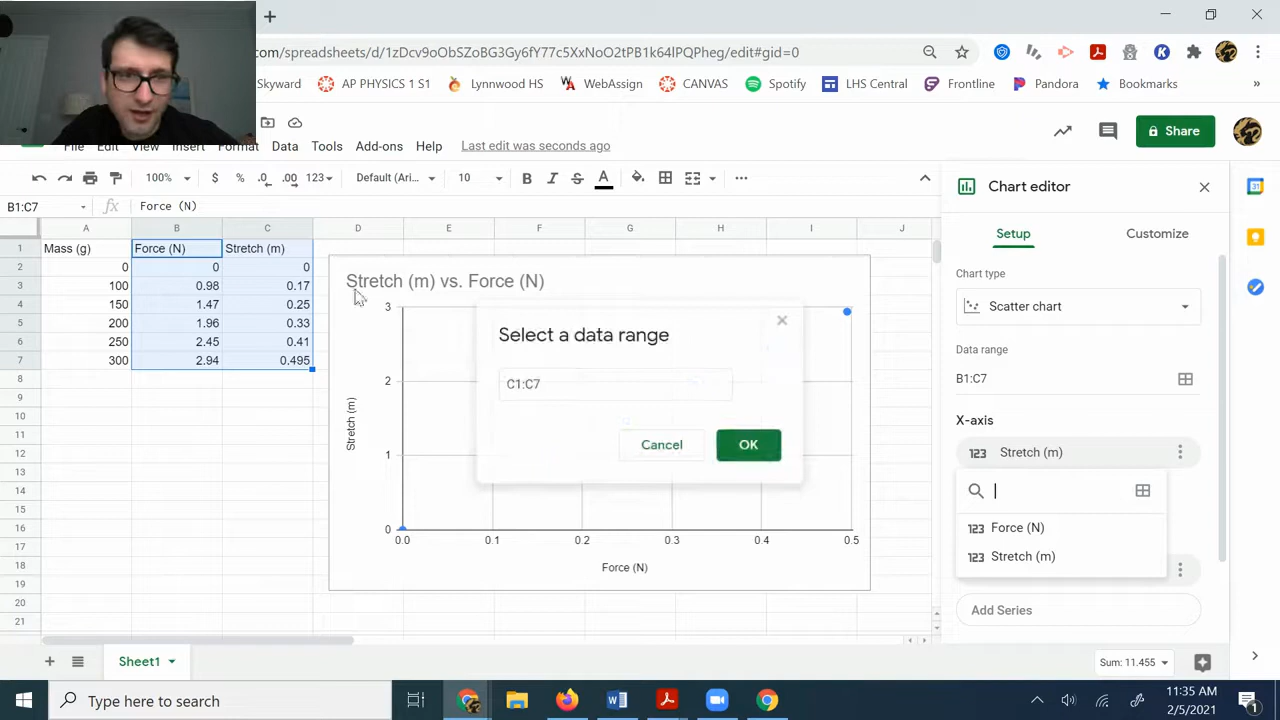 com/spreadsheets/d/1zDcv9oObSZoBG3Gy6fY77c5XxNoO2tPB1k64lPQPheg/edit#gid=0
Skyward AP PHYSICS 1 S1 Lynnwood HS WebAssign CANVAS Spotify LHS Central Frontline Pandora Bookmarks »
File Edit View Insert Format Data Tools Add-ons Help Last edit was seconds ago Share
100% $ % .0 .00 123 Default (Ari... 10 B I S A
B1:C7 fx Force (N)
A B C D E F G H I J
1 Mass (g) Force (N) Stretch (m)
2 0 0 0
3 100 0.98 0.17
4 150 1.47 0.25
5 200 1.96 0.33
6 250 2.45 0.41
7 300 2.94 0.495
8
9
10
11
12
13
14
15
16
17
18
19
20
21
Stretch (m) vs. Force (N)
3
2
1
0
Stretch (m)
0.0 0.1 0.2 0.3 0.4 0.5
Force (N)
Select a data range
C1:C7
Cancel OK
Chart editor
Setup Customize
Chart type
Scatter chart
Data range
B1:C7
X-axis
123 Stretch (m)
123 Force (N)
123 Stretch (m)
Add Series
Sheet1 Sum: 11.455
Type here to search
11:35 AM
2/5/2021